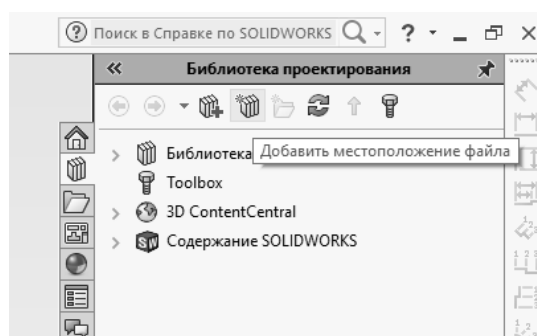 Поиск в Справке по SOLIDWORKS
Библиотека проектирования
Библиотека
Добавить местоположение файла
Toolbox
3D ContentCentral
Содержание SOLIDWORKS